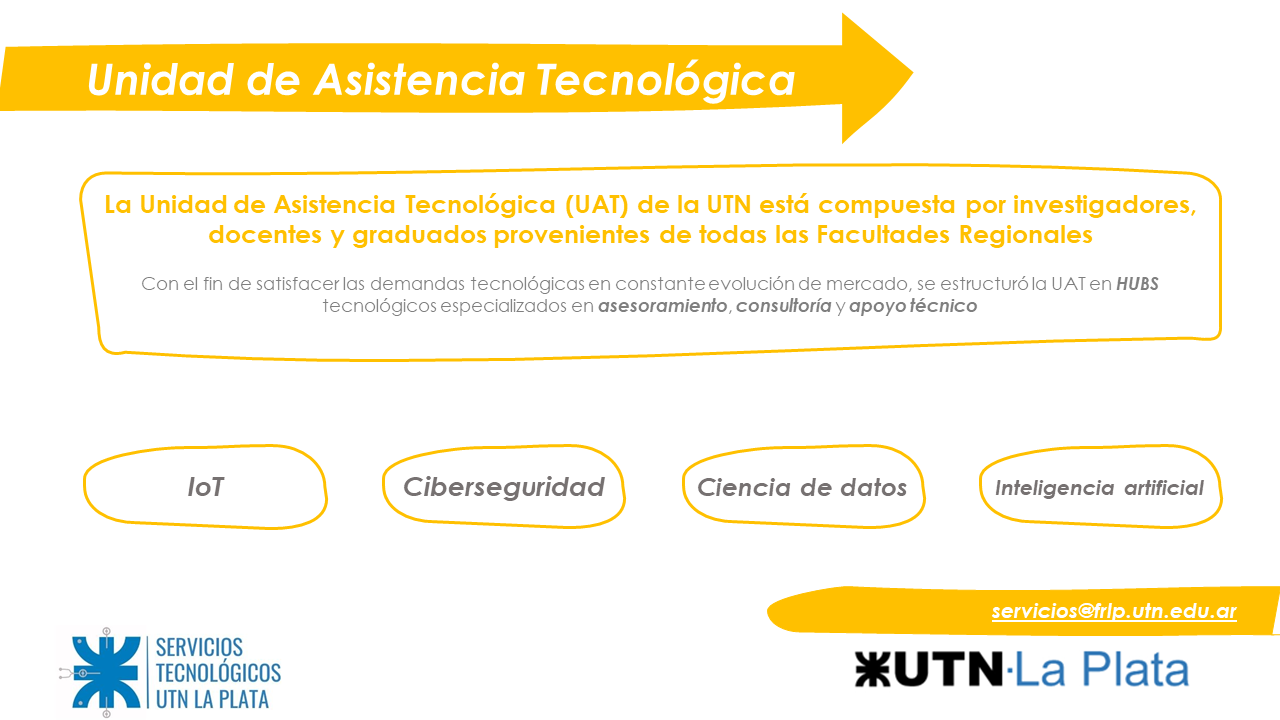 Unidad de Asistencia Tecnológica
La Unidad de Asistencia Tecnológica (UAT) de la UTN está compuesta por investigadores,
docentes y graduados provenientes de todas las Facultades Regionales
Con el fin de satisfacer las demandas tecnológicas en constante evolución de mercado, se estructuró la UAT en HUBS
tecnológicos especializados en asesoramiento, consultoría y apoyo técnico
IoT
Ciberseguridad
Ciencia de datos
Inteligencia artificial
servicios@frlp.utn.edu.ar
SERVICIOS
TECNOLÓGICOS
UTN LA PLATA
UTN·La Plata